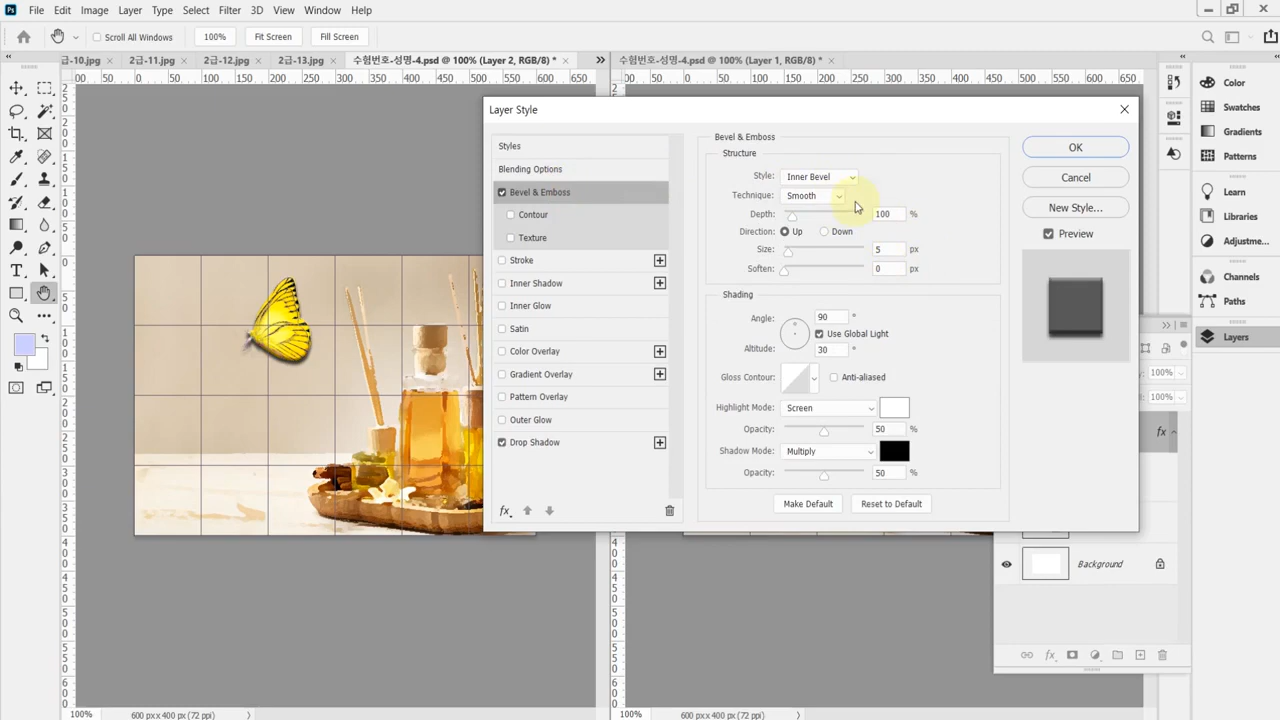 Ps File Edit Image Layer Type Select Filter 3D View Window Help
Scroll All Windows 100% Fit Screen Fill Screen
급-10.jpg × 2급-11.jpg × 2급-12.jpg × 2급-13.jpg × 수험번호-성명-4.psd @ 100% (Layer 2, RGB/8) * × »
수험번호-성명-4.psd @ 100% (Layer 1, RGB/8) * ×
Layer Style
Styles
Blending Options
Bevel & Emboss
Contour
Texture
Stroke
Inner Shadow
Inner Glow
Satin
Color Overlay
Gradient Overlay
Pattern Overlay
Outer Glow
Drop Shadow
fx
Bevel & Emboss
Structure
Style: Inner Bevel
Technique: Smooth
Depth: 100 %
Direction: Up Down
Size: 5 px
Soften: 0 px
Shading
Angle: 90 °
Use Global Light
Altitude: 30 °
Gloss Contour: Anti-aliased
Highlight Mode: Screen
Opacity: 50 %
Shadow Mode: Multiply
Opacity: 50 %
Make Default Reset to Default
OK
Cancel
New Style...
Preview
Color
Swatches
Gradients
Patterns
Learn
Libraries
Adjustme...
Channels
Paths
Layers
100%
100%
fx
Background
fx
100% 600 px x 400 px (72 ppi)
100% 600 px x 400 px (72 ppi)